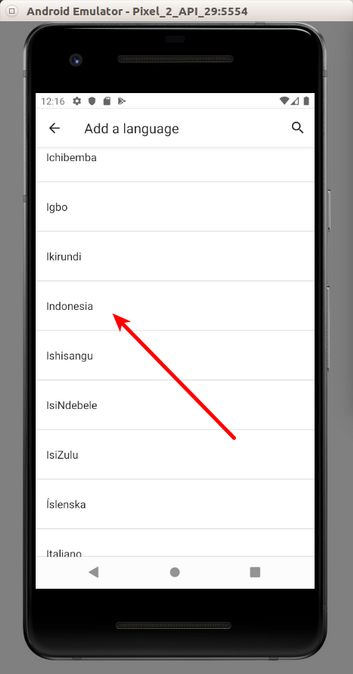 Android Emulator - Pixel_2_API_29:5554
12:16
Add a language
Ichibemba
Igbo
Ikirundi
Indonesia
Ishisangu
IsiNdebele
IsiZulu
Íslenska
Italiano